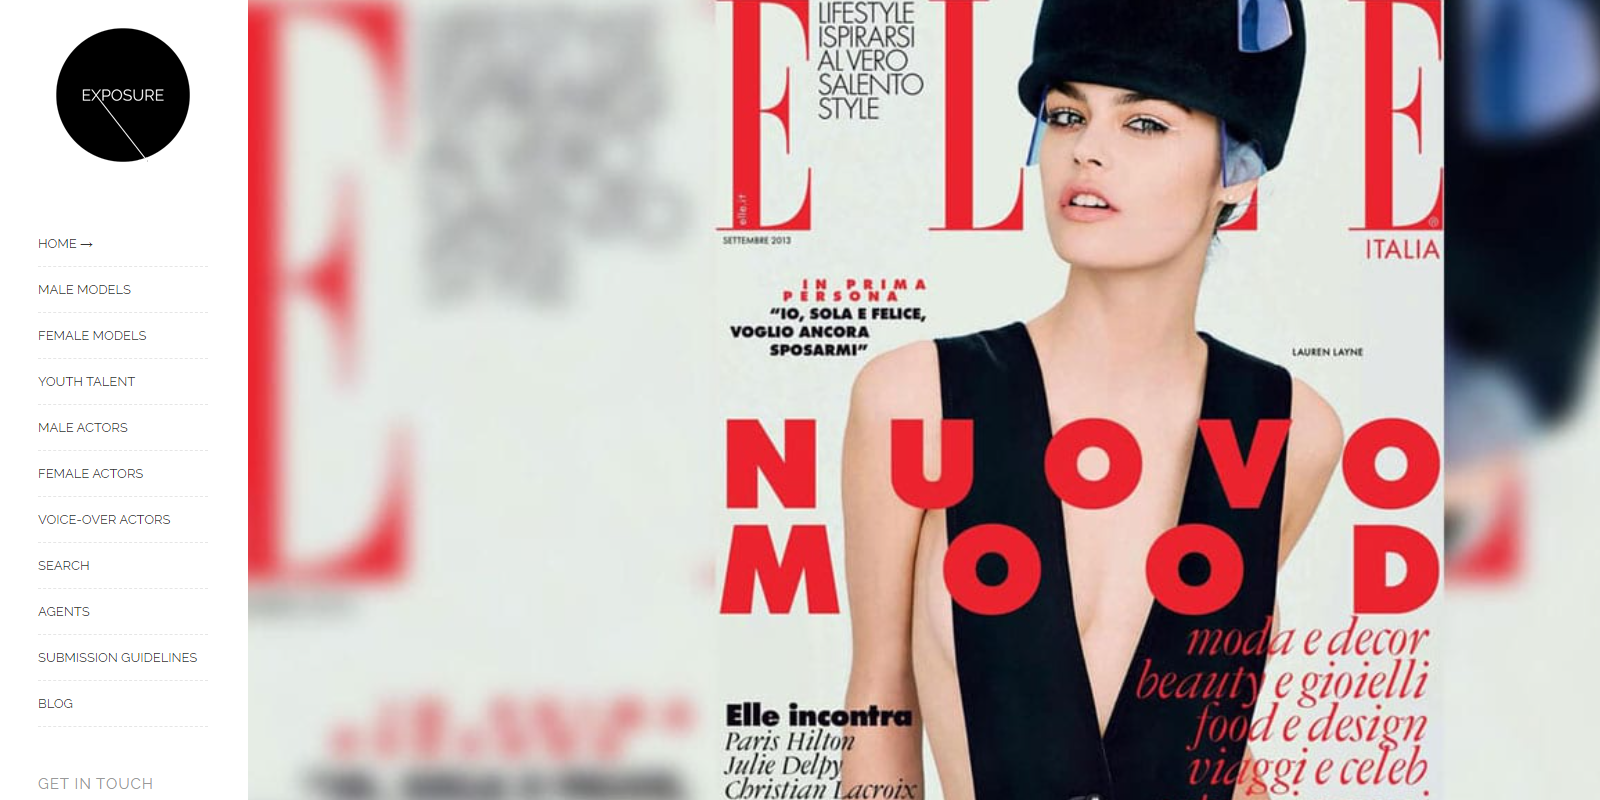 EXPOSURE
HOME →
MALE MODELS
FEMALE MODELS
YOUTH TALENT
MALE ACTORS
FEMALE ACTORS
VOICE-OVER ACTORS
SEARCH
AGENTS
SUBMISSION GUIDELINES
BLOG
GET IN TOUCH
ELLE
elle.it
SETTEMBRE 2013
ITALIA
LIFESTYLE
ISPIRARSI
AL VERO
SALENTO
STYLE
IN PRIMA
PERSONA
“IO, SOLA E FELICE,
VOGLIO ANCORA
SPOSARMI”
LAUREN LAYNE
NUOVO
MOOD
moda e decor
beauty e gioielli
food e design
viaggi e celeb
Elle incontra
Paris Hilton
Julie Delpy
Christian Lacroix